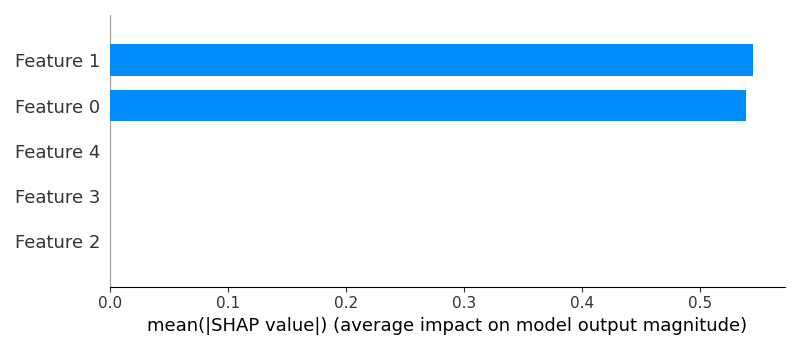 Feature 1
Feature 0
Feature 4
Feature 3
Feature 2
0.0 0.1 0.2 0.3 0.4 0.5
mean(|SHAP value|) (average impact on model output magnitude)